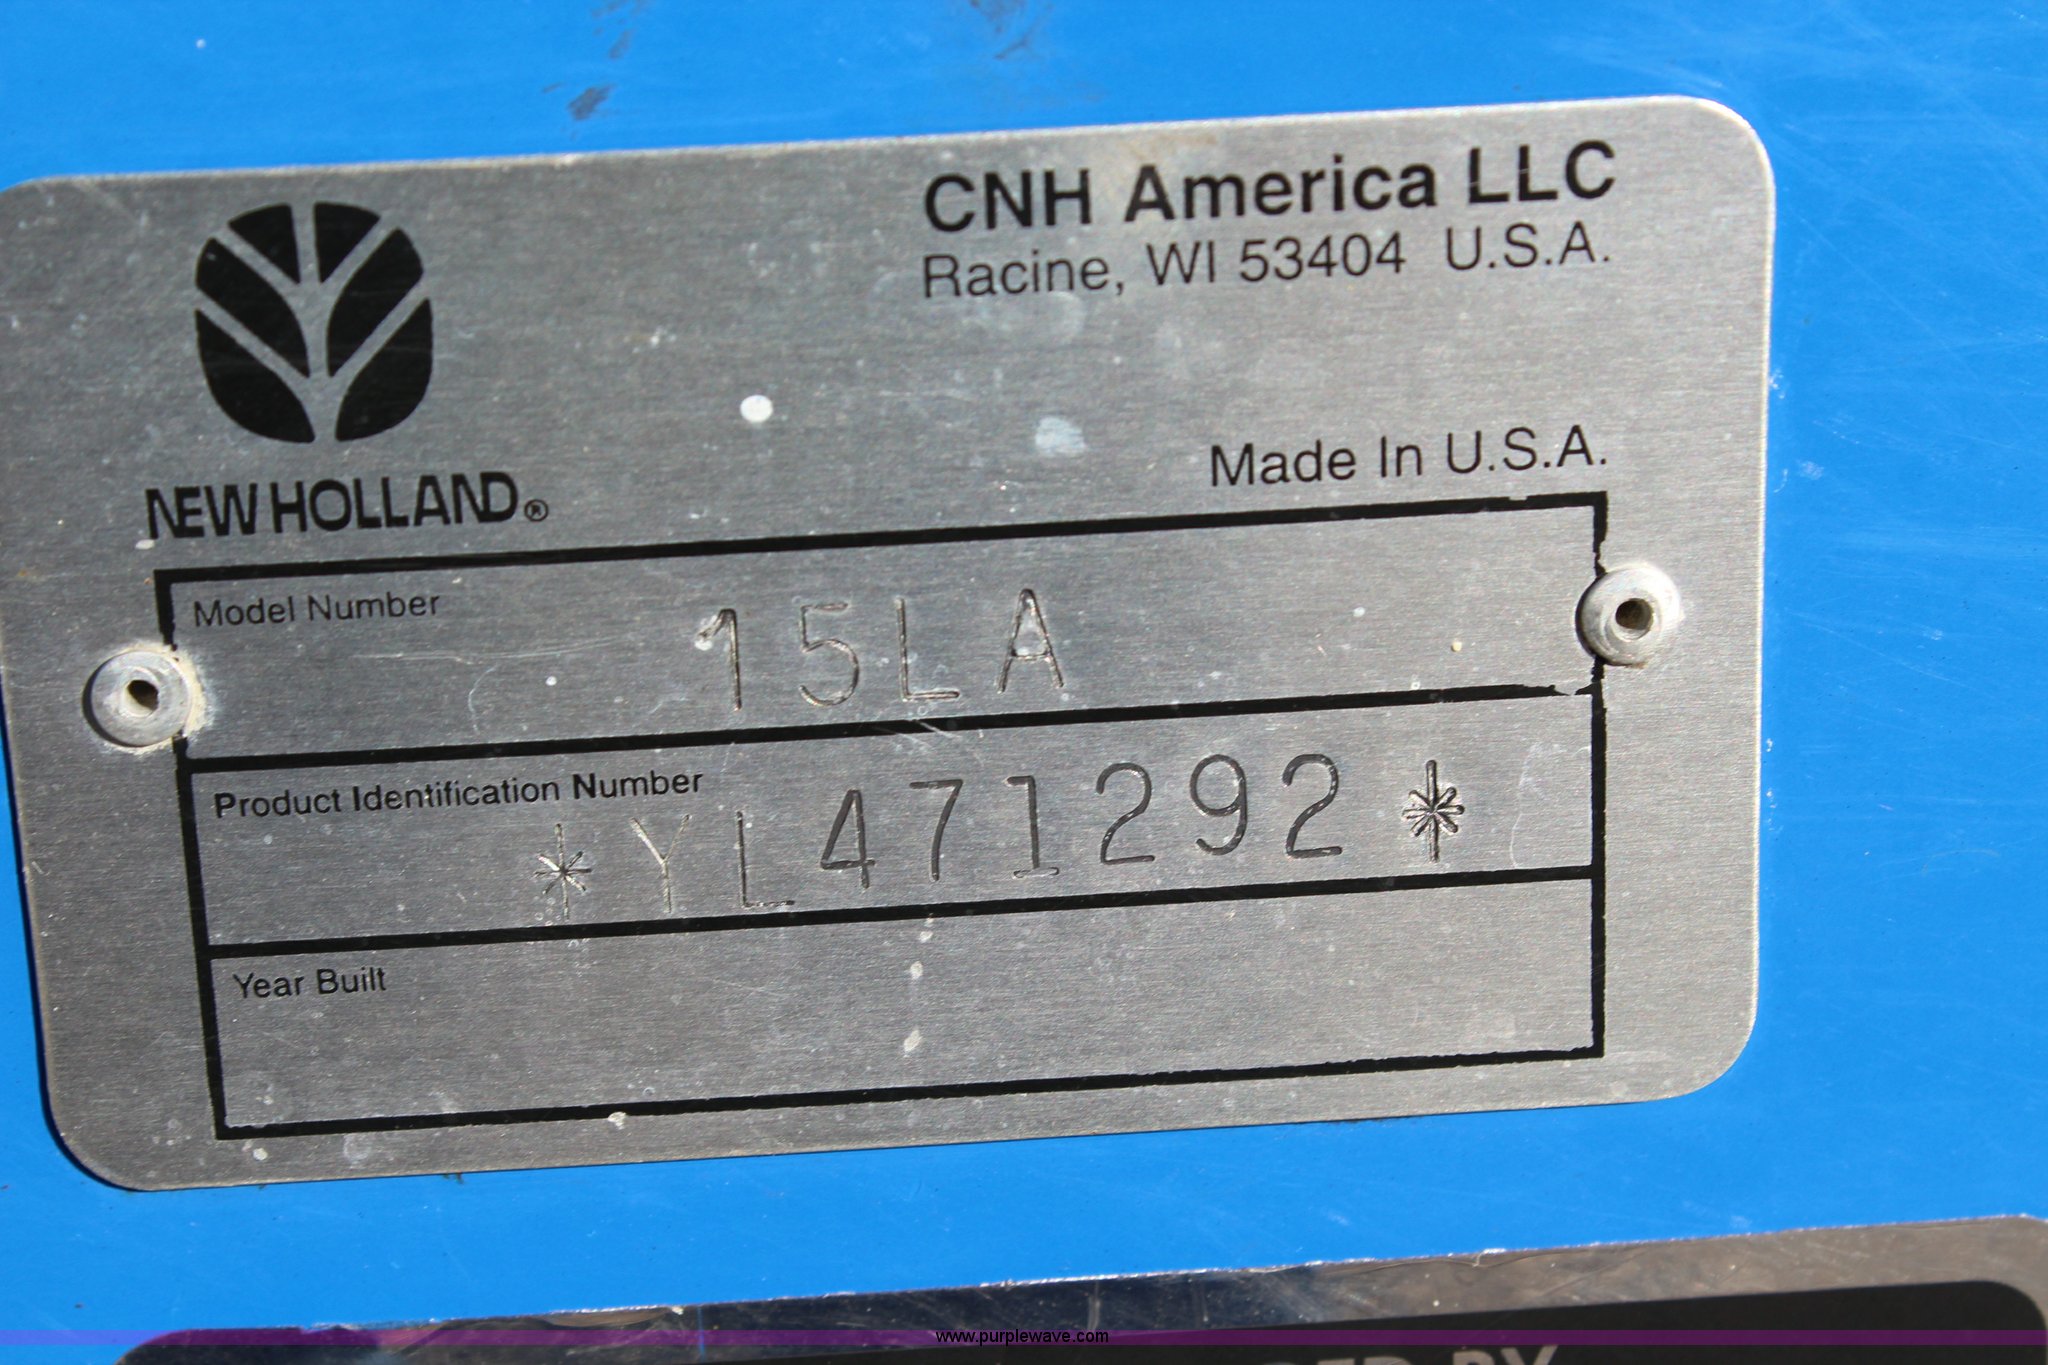 CNH America LLC
Racine, WI 53404 U.S.A.
NEW HOLLAND®
Made In U.S.A.
Model Number
15LA
Product Identification Number
*YL471292*
Year Built
www.purplewave.com
BY